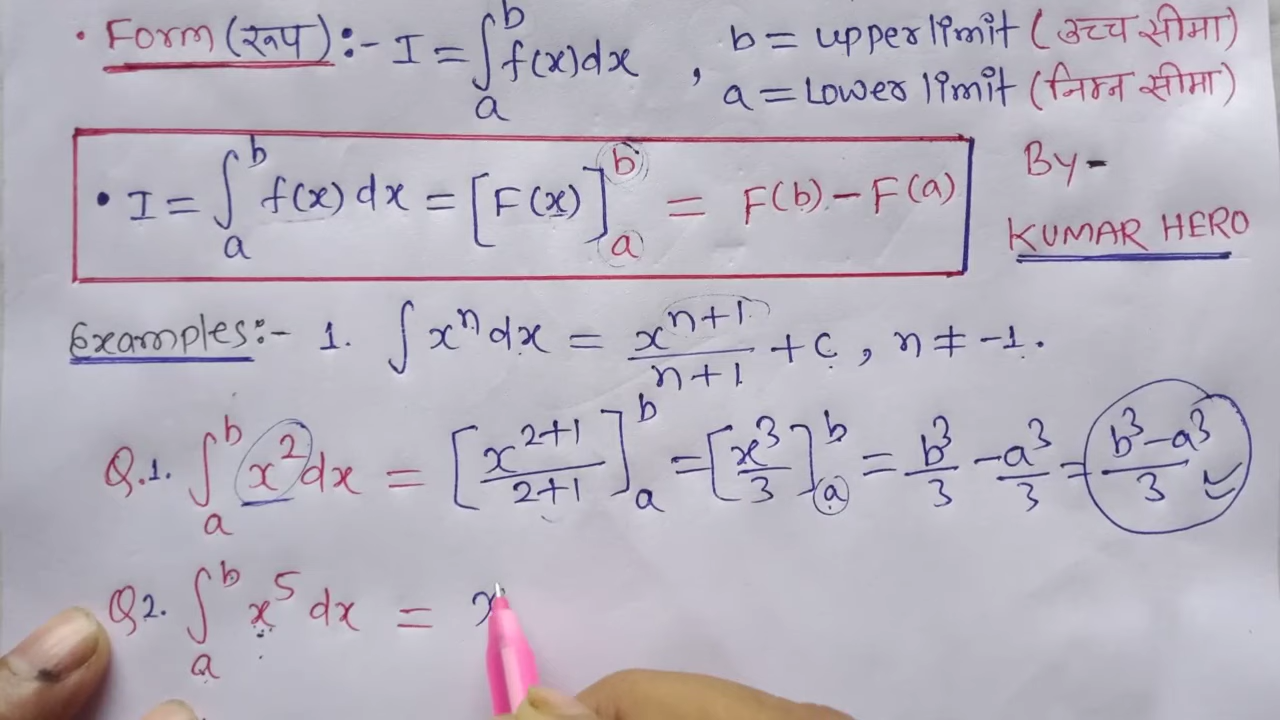 • Form (रूप) :- I = ∫ₐᵇ f(x) dx , b = upper limit (उच्च सीमा)
a = Lower limit (निम्न सीमा)
• I = ∫ₐᵇ f(x) dx = [F(x)]ₐᵇ = F(b) - F(a)
By -
KUMAR HERO
Examples :- 1. ∫ xⁿ dx = xⁿ⁺¹/n+1 + c , n ≠ -1.
Q.1. ∫ₐᵇ x² dx = [x²⁺¹/2+1]ₐᵇ = [x³/3]ₐᵇ = b³/3 - a³/3 = b³-a³/3
Q2. ∫ₐᵇ x⁵ dx = x